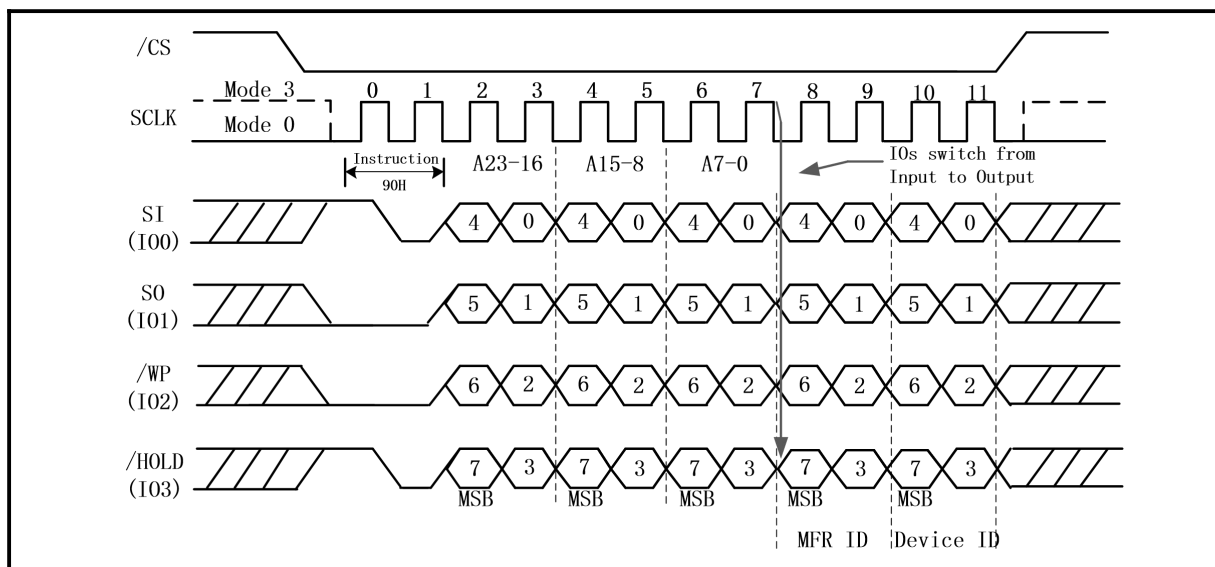 /CS
Mode 3
0 1 2 3 4 5 6 7 8 9 10 11
SCLK
Mode 0
Instruction
90H
A23-16 A15-8 A7-0
IOs switch from
Input to Output
SI
(IO0)
4 0 4 0 4 0 4 0 4 0
SO
(IO1)
5 1 5 1 5 1 5 1 5 1
/WP
(IO2)
6 2 6 2 6 2 6 2 6 2
/HOLD
(IO3)
7 3 7 3 7 3 7 3 7 3
MSB MSB MSB MSB MSB
MFR ID Device ID